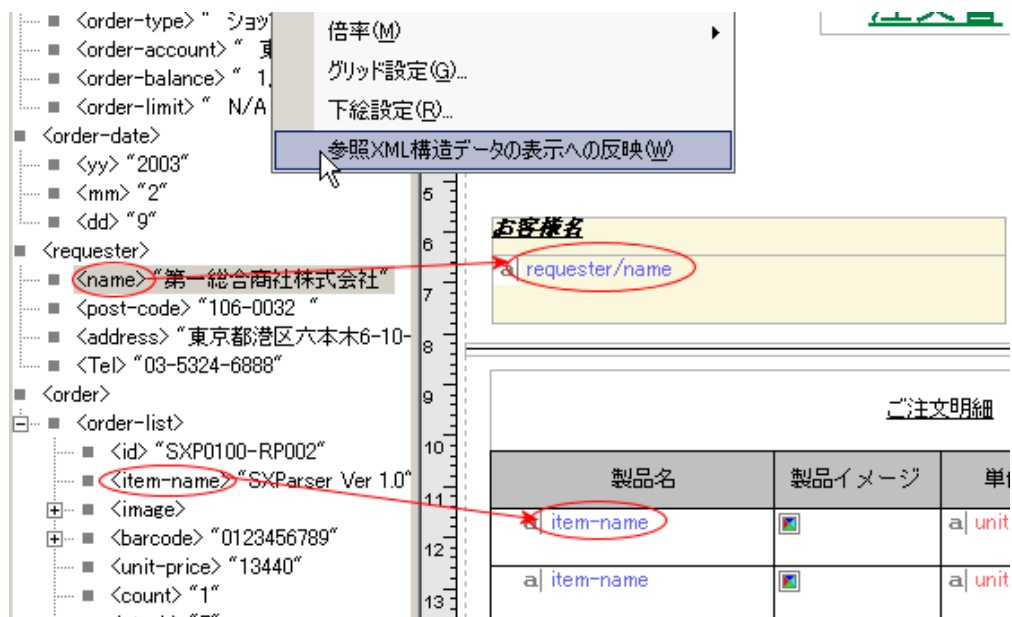 <order-type> " ショッ
<order-account> " 東
<order-balance> " 1,
<order-limit> " N/A
<order-date>
<yy> "2003"
<mm> "2"
<dd> "9"
<requester>
<name> "第一総合商社株式会社"
<post-code> "106-0032 "
<address> "東京都港区六本木6-10-
<Tel> "03-5324-6888"
<order>
<order-list>
<id> "SXP0100-RP002"
<item-name> "SXParser Ver 1.0"
<image>
<barcode> "0123456789"
<unit-price> "13440"
<count> "1"
倍率(M)
グリッド設定(G)...
下絵設定(R)...
参照XML構造データの表示への反映(W)
5
6
7
8
9
10
11
12
13
注文書
お客様名
a| requester/name
ご注文明細
製品名 製品イメージ 単
a| item-name a| unit
a| item-name a| unit